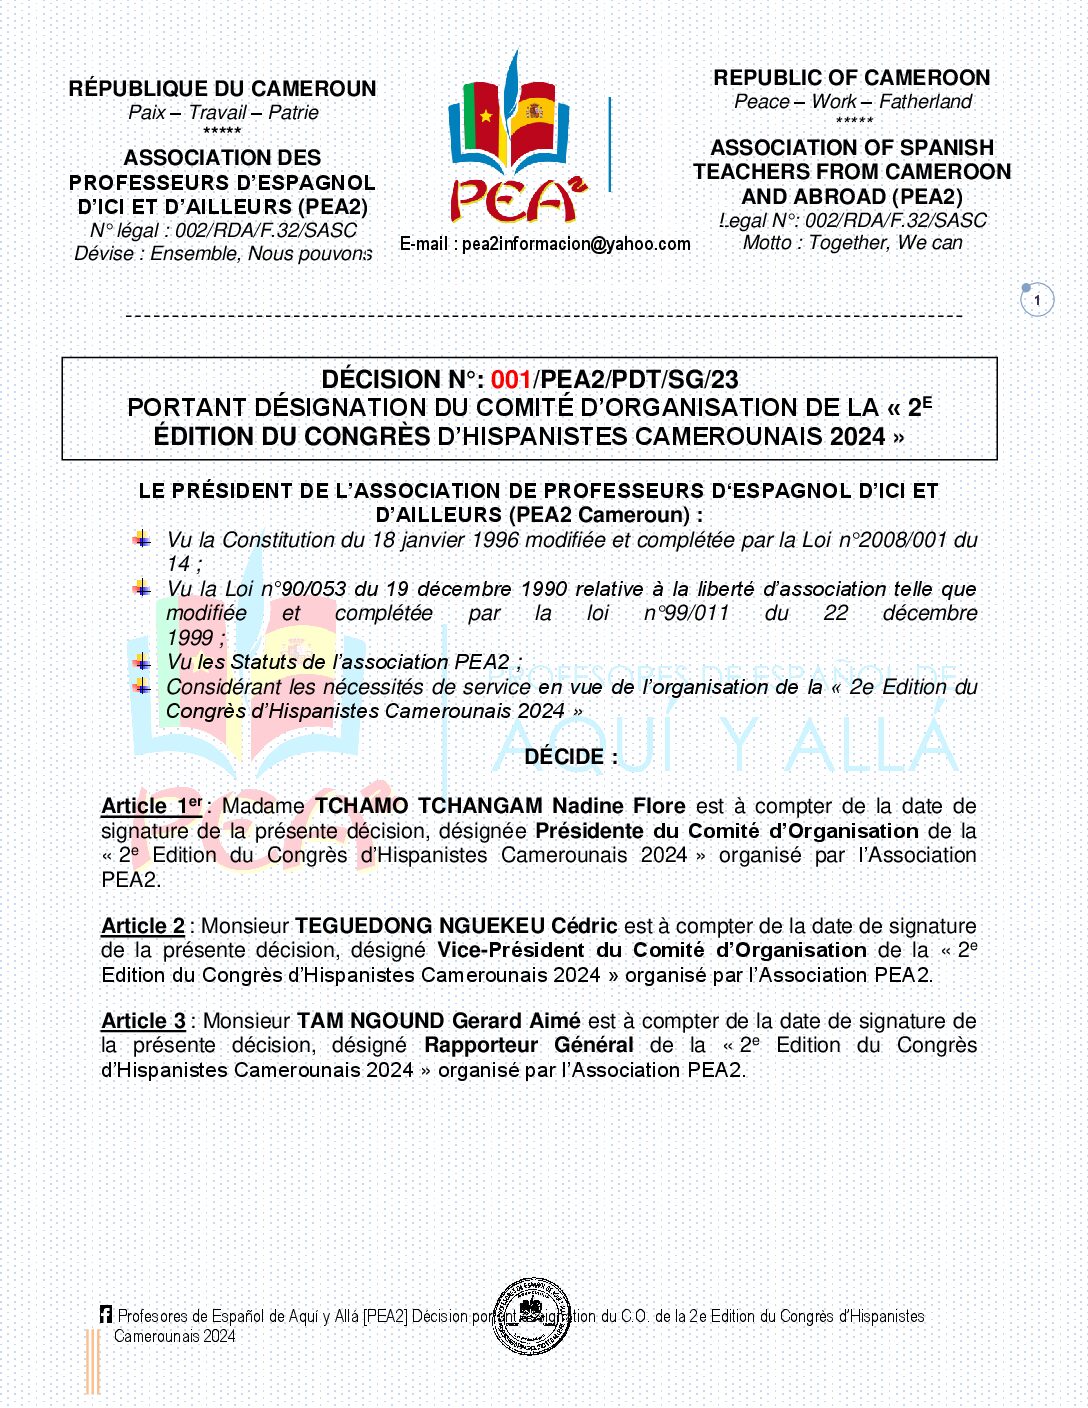 RÉPUBLIQUE DU CAMEROUN
Paix – Travail – Patrie
*****
ASSOCIATION DES
PROFESSEURS D’ESPAGNOL
D’ICI ET D’AILLEURS (PEA2)
N° légal : 002/RDA/F.32/SASC
Dévise : Ensemble, Nous pouvons
PEA2
E-mail : pea2informacion@yahoo.com
REPUBLIC OF CAMEROON
Peace – Work – Fatherland
*****
ASSOCIATION OF SPANISH
TEACHERS FROM CAMEROON
AND ABROAD (PEA2)
Legal N°: 002/RDA/F.32/SASC
Motto : Together, We can
1
DÉCISION N°: 001/PEA2/PDT/SG/23
PORTANT DÉSIGNATION DU COMITÉ D’ORGANISATION DE LA « 2E
ÉDITION DU CONGRÈS D’HISPANISTES CAMEROUNAIS 2024 »
LE PRÉSIDENT DE L’ASSOCIATION DE PROFESSEURS D‘ESPAGNOL D’ICI ET
D’AILLEURS (PEA2 Cameroun) :
Vu la Constitution du 18 janvier 1996 modifiée et complétée par la Loi n°2008/001 du
14 ;
Vu la Loi n°90/053 du 19 décembre 1990 relative à la liberté d’association telle que
modifiée et complétée par la loi n°99/011 du 22 décembre
1999 ;
Vu les Statuts de l’association PEA2 ;
Considérant les nécessités de service en vue de l’organisation de la « 2e Edition du
Congrès d’Hispanistes Camerounais 2024 »
PROFESORES DE ESPAÑOL DE
AQUÍ Y ALLÁ
PEA2
DÉCIDE :
Article 1er : Madame TCHAMO TCHANGAM Nadine Flore est à compter de la date de
signature de la présente décision, désignée Présidente du Comité d’Organisation de la
« 2e Edition du Congrès d’Hispanistes Camerounais 2024 » organisé par l’Association
PEA2.
Article 2 : Monsieur TEGUEDONG NGUEKEU Cédric est à compter de la date de signature
de la présente décision, désigné Vice-Président du Comité d’Organisation de la « 2e
Edition du Congrès d’Hispanistes Camerounais 2024 » organisé par l’Association PEA2.
Article 3 : Monsieur TAM NGOUND Gerard Aimé est à compter de la date de signature de
la présente décision, désigné Rapporteur Général de la « 2e Edition du Congrès
d’Hispanistes Camerounais 2024 » organisé par l’Association PEA2.
Profesores de Español de Aquí y Allá [PEA2] Décision portant désignation du C.O. de la 2e Edition du Congrès d’Hispanistes
Camerounais 2024